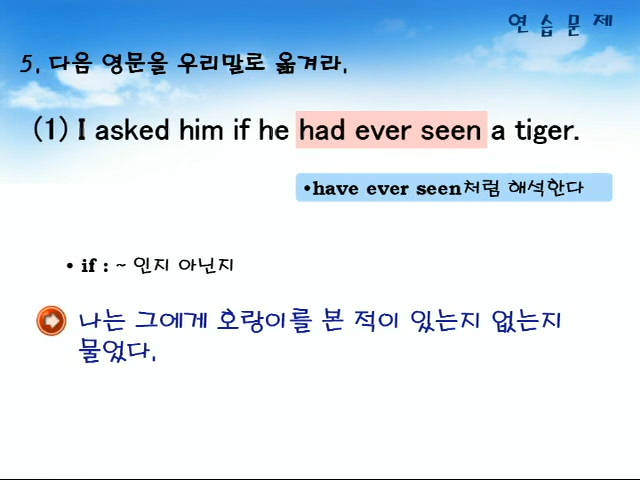 연 습 문 제
5. 다음 영문을 우리말로 옮겨라.
(1) I asked him if he had ever seen a tiger.
•have ever seen처럼 해석한다
• if : ~ 인지 아닌지
나는 그에게 호랑이를 본 적이 있는지 없는지
물었다.